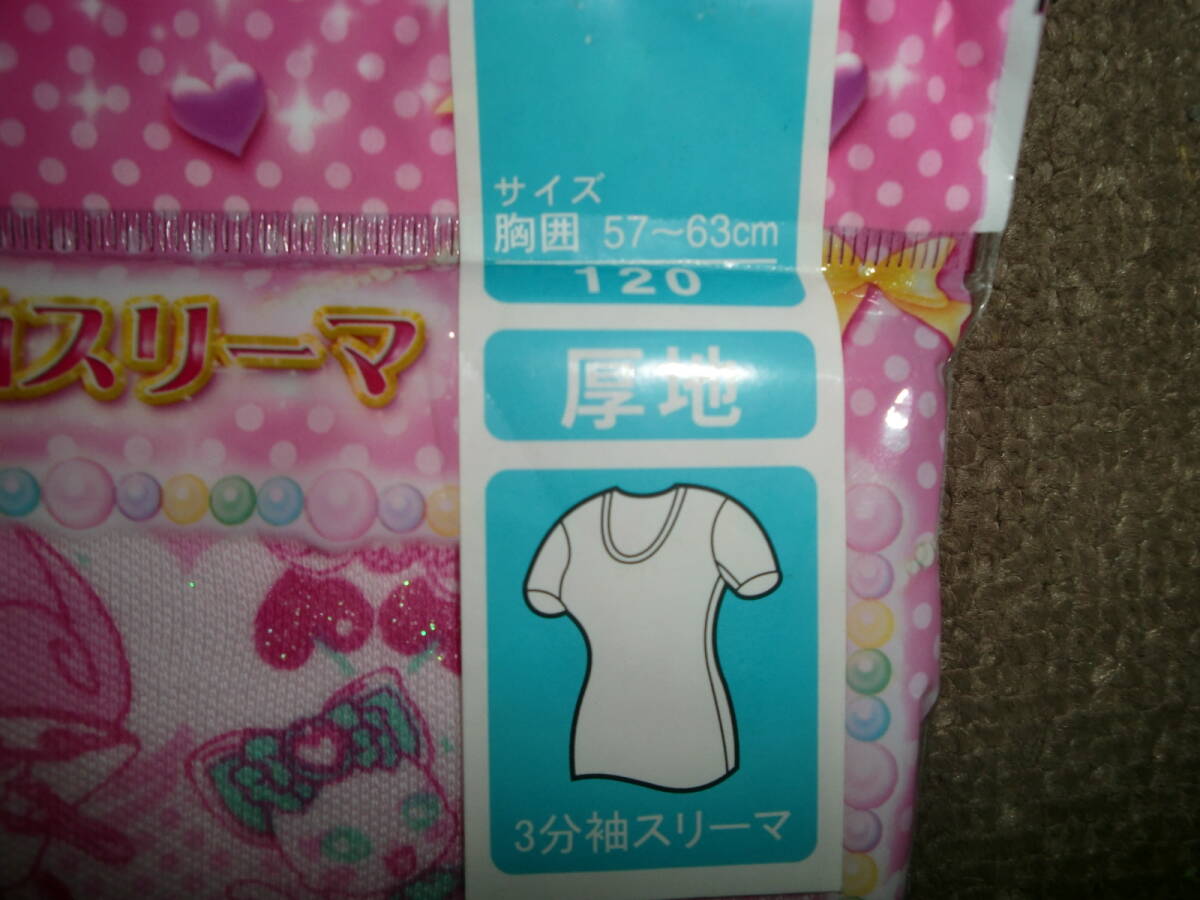 サイズ
胸囲 57～63cm
120
スリーマ
厚地
3分袖スリーマ